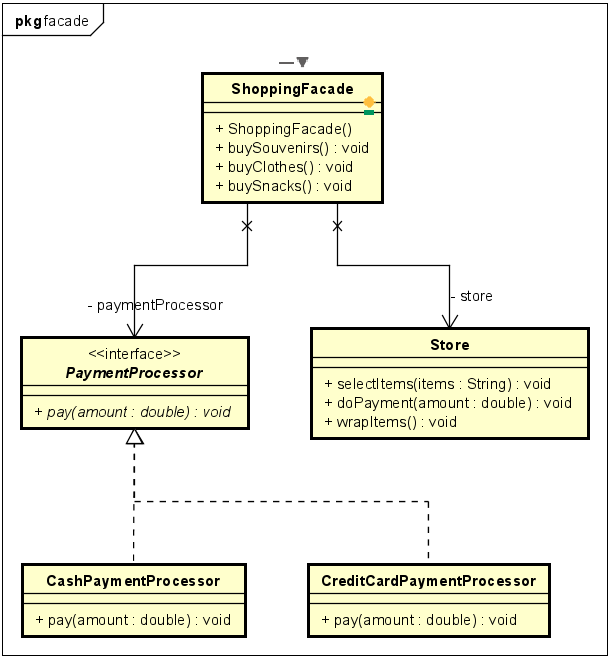 pkg facade
ShoppingFacade
+ ShoppingFacade()
+ buySouvenirs() : void
+ buyClothes() : void
+ buySnacks() : void
- paymentProcessor
- store
<<interface>>
PaymentProcessor
+ pay(amount : double) : void
Store
+ selectItems(items : String) : void
+ doPayment(amount : double) : void
+ wrapItems() : void
CashPaymentProcessor
+ pay(amount : double) : void
CreditCardPaymentProcessor
+ pay(amount : double) : void